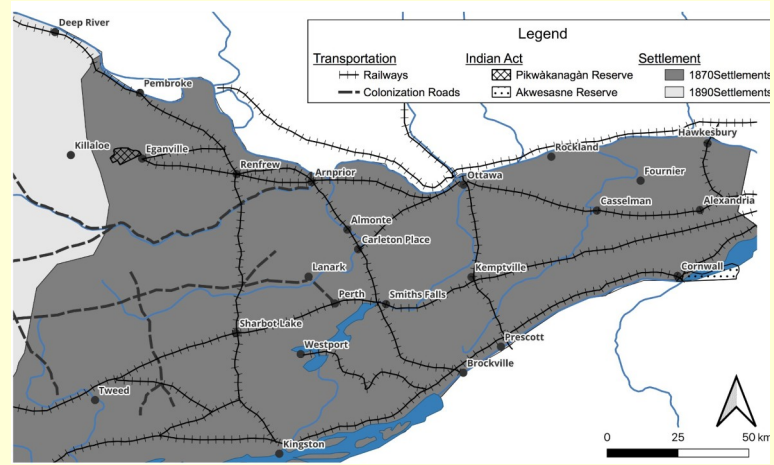 Legend
Transportation
Railways
Colonization Roads
Indian Act
Pikwàkanagàn Reserve
Akwesasne Reserve
Settlement
1870Settlements
1890Settlements
Deep River
Pembroke
Killaloe
Eganville
Renfrew
Arnprior
Ottawa
Rockland
Hawkesbury
Fournier
Casselman
Alexandria
Almonte
Carleton Place
Lanark
Perth
Smiths Falls
Kemptville
Cornwall
Sharbot Lake
Westport
Prescott
Brockville
Tweed
Kingston
0 25 50 km